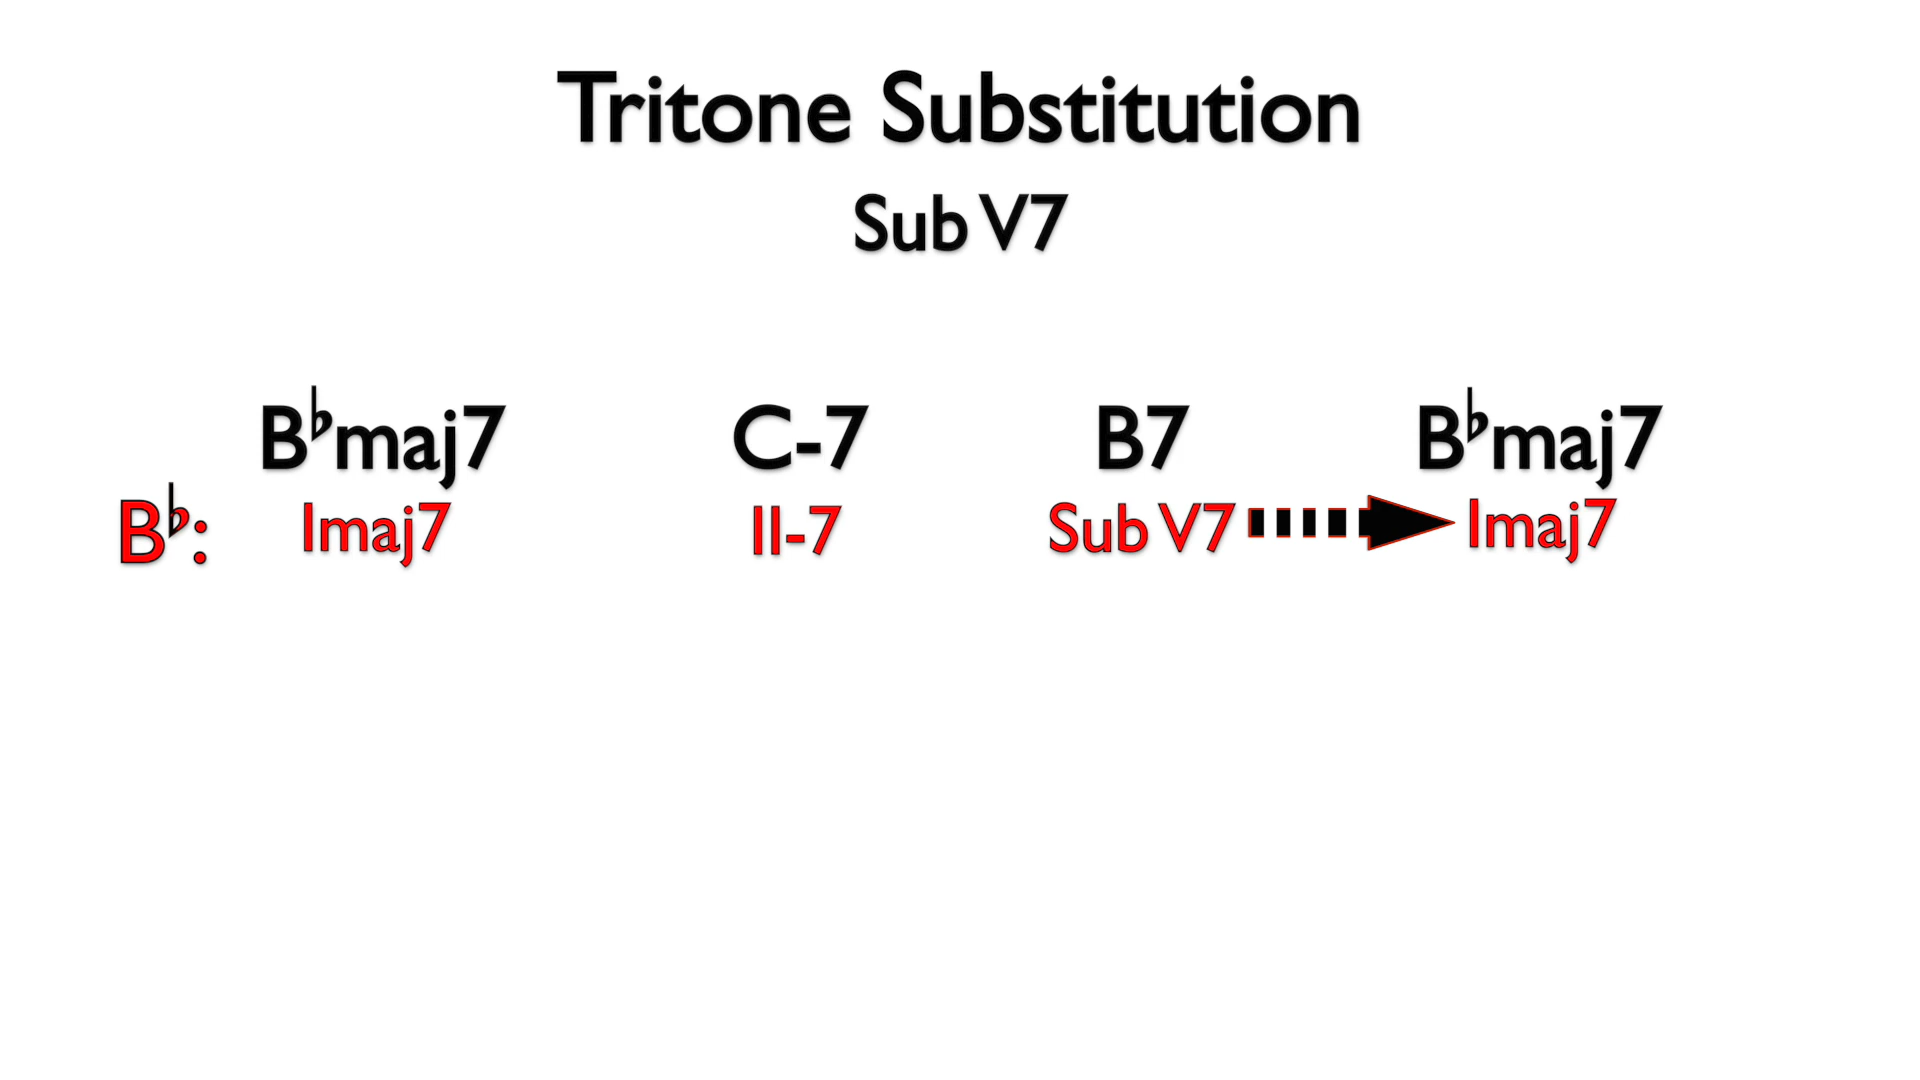 Tritone Substitution
Sub V7
B♭maj7 C-7 B7 B♭maj7
B♭: Imaj7 II-7 Sub V7 Imaj7